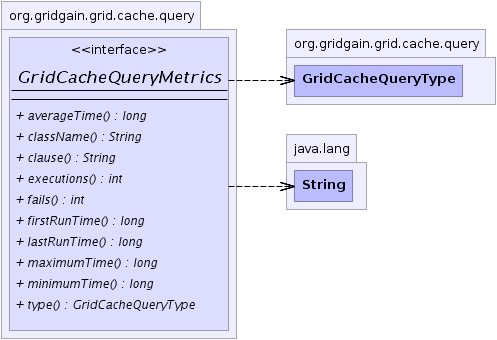 org.gridgain.grid.cache.query
<<interface>>
GridCacheQueryMetrics
+ averageTime() : long
+ className() : String
+ clause() : String
+ executions() : int
+ fails() : int
+ firstRunTime() : long
+ lastRunTime() : long
+ maximumTime() : long
+ minimumTime() : long
+ type() : GridCacheQueryType
org.gridgain.grid.cache.query
GridCacheQueryType
java.lang
String